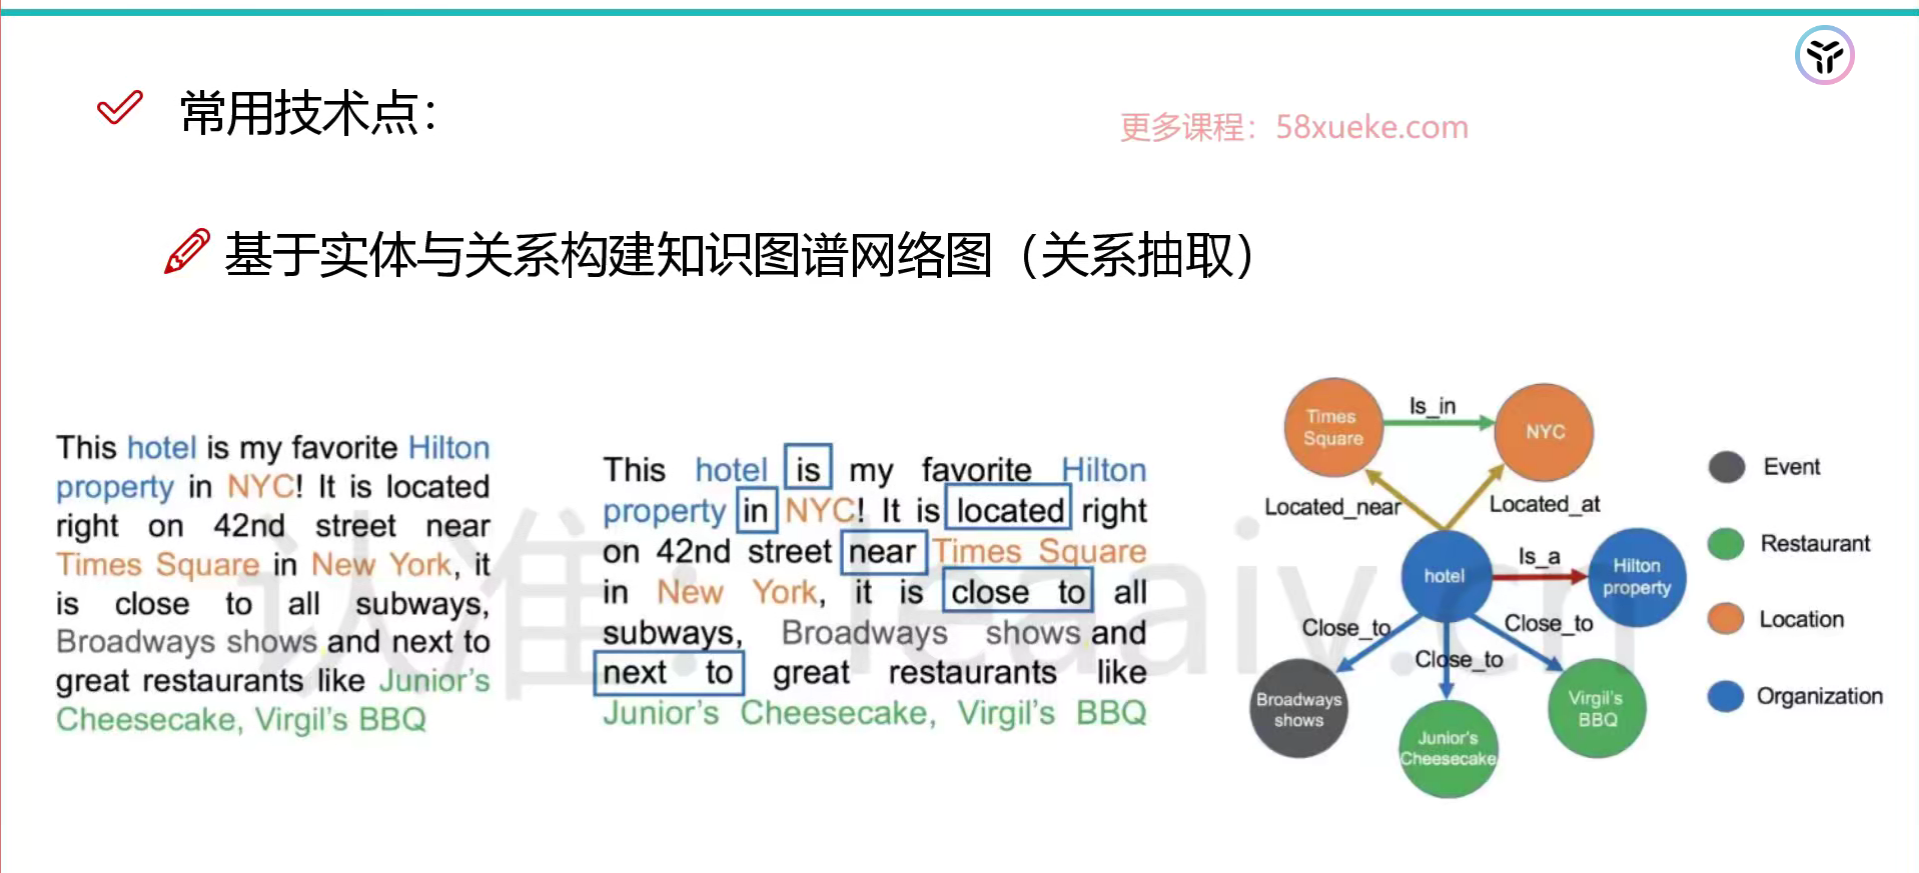 常用技术点：
更多课程：58xueke.com
基于实体与关系构建知识图谱网络图（关系抽取）
This hotel is my favorite Hilton
property in NYC! It is located
right on 42nd street near
Times Square in New York, it
is close to all subways,
Broadways shows and next to
great restaurants like Junior's
Cheesecake, Virgil's BBQ
This hotel is my favorite Hilton
property in NYC! It is located right
on 42nd street near Times Square
in New York, it is close to all
subways, Broadways shows and
next to great restaurants like
Junior's Cheesecake, Virgil's BBQ
Times
Square
Is_in
NYC
Located_near
Located_at
hotel
Is_a
Hilton
property
Close_to
Close_to
Close_to
Broadways
shows
Junior's
Cheesecake
Virgil's
BBQ
Event
Restaurant
Location
Organization
认准：leaaiv.cn